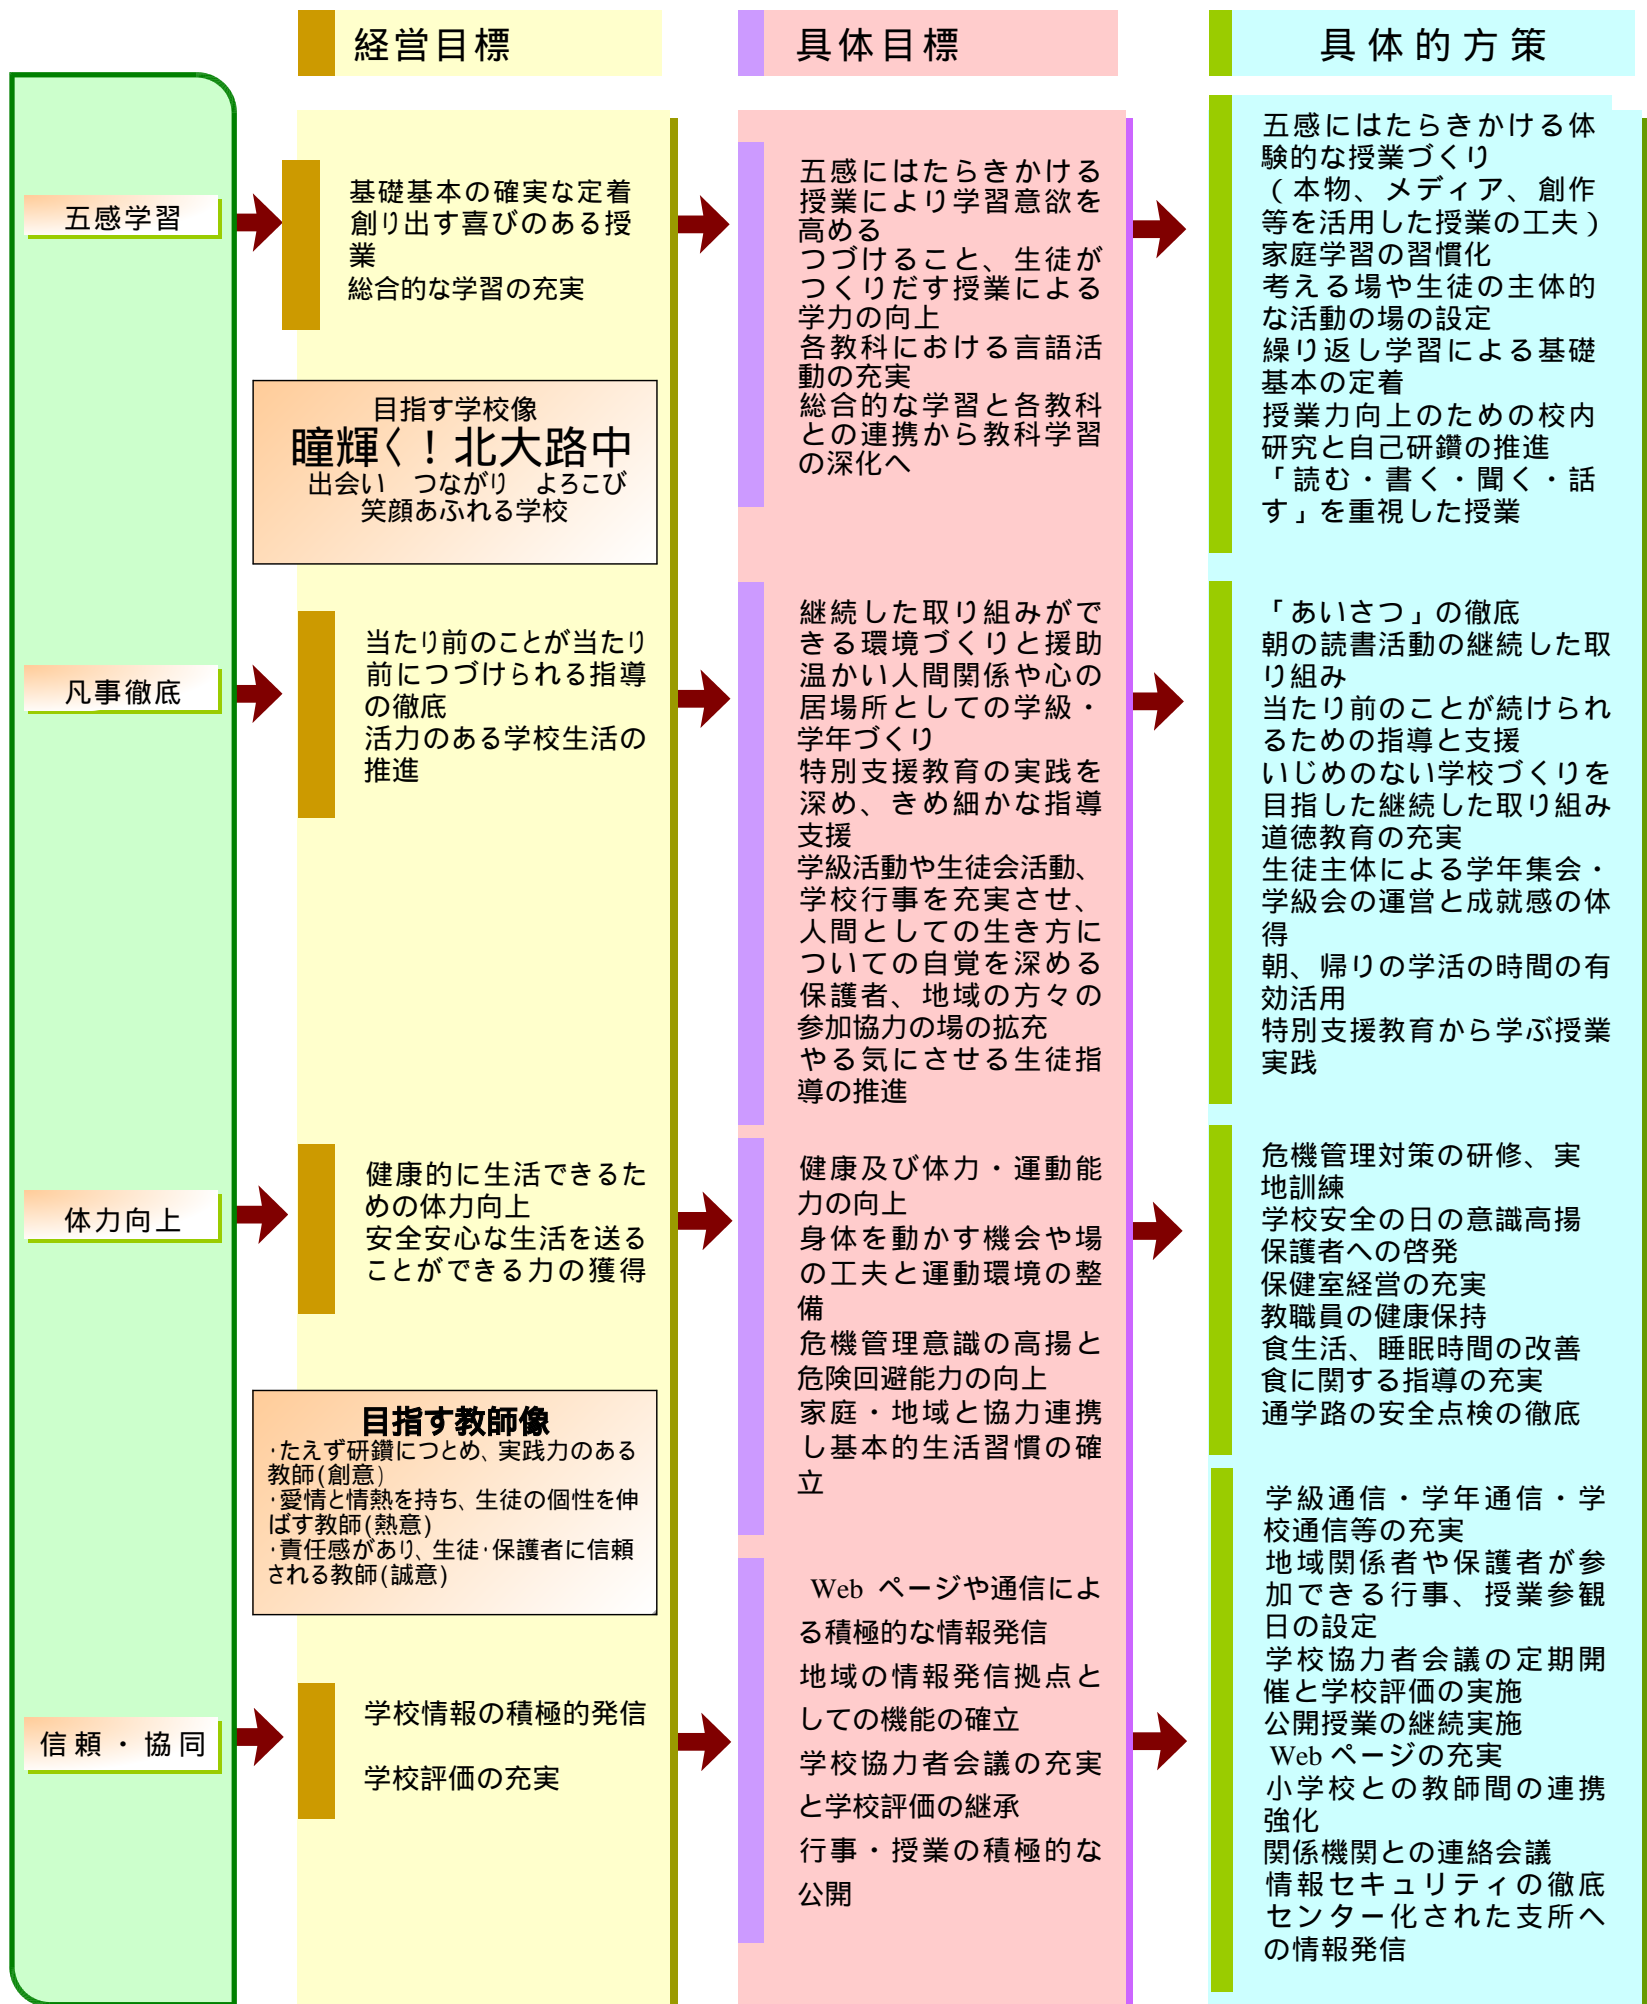 経営目標
具体目標
具体的方策
五感学習
基礎基本の確実な定着
創り出す喜びのある授
業
総合的な学習の充実
五感にはたらきかける
授業により学習意欲を
高める
つづけること、生徒が
つくりだす授業による
学力の向上
各教科における言語活
動の充実
総合的な学習と各教科
との連携から教科学習
の深化へ
五感にはたらきかける体
験的な授業づくり
（本物、メディア、創作
等を活用した授業の工夫）
家庭学習の習慣化
考える場や生徒の主体的
な活動の場の設定
繰り返し学習による基礎
基本の定着
授業力向上のための校内
研究と自己研鑽の推進
「読む・書く・聞く・話
す」を重視した授業
目指す学校像
瞳輝く！北大路中
出会い　つながり　よろこび
笑顔あふれる学校
凡事徹底
当たり前のことが当たり
前につづけられる指導
の徹底
活力のある学校生活の
推進
継続した取り組みがで
きる環境づくりと援助
温かい人間関係や心の
居場所としての学級・
学年づくり
特別支援教育の実践を
深め、きめ細かな指導
支援
学級活動や生徒会活動、
学校行事を充実させ、
人間としての生き方に
ついての自覚を深める
保護者、地域の方々の
参加協力の場の拡充
やる気にさせる生徒指
導の推進
「あいさつ」の徹底
朝の読書活動の継続した取
り組み
当たり前のことが続けられ
るための指導と支援
いじめのない学校づくりを
目指した継続した取り組み
道徳教育の充実
生徒主体による学年集会・
学級会の運営と成就感の体
得
朝、帰りの学活の時間の有
効活用
特別支援教育から学ぶ授業
実践
体力向上
健康的に生活できるた
めの体力向上
安全安心な生活を送る
ことができる力の獲得
健康及び体力・運動能
力の向上
身体を動かす機会や場
の工夫と運動環境の整
備
危機管理意識の高揚と
危険回避能力の向上
家庭・地域と協力連携
し基本的生活習慣の確
立
危機管理対策の研修、実
地訓練
学校安全の日の意識高揚
保護者への啓発
保健室経営の充実
教職員の健康保持
食生活、睡眠時間の改善
食に関する指導の充実
通学路の安全点検の徹底
目指す教師像
・たえず研鑽につとめ、実践力のある
教師(創意)
・愛情と情熱を持ち、生徒の個性を伸
ばす教師(熱意)
・責任感があり、生徒・保護者に信頼
される教師(誠意)
信頼・協同
学校情報の積極的発信
学校評価の充実
Web ページや通信によ
る積極的な情報発信
地域の情報発信拠点と
しての機能の確立
学校協力者会議の充実
と学校評価の継承
行事・授業の積極的な
公開
学級通信・学年通信・学
校通信等の充実
地域関係者や保護者が参
加できる行事、授業参観
日の設定
学校協力者会議の定期開
催と学校評価の実施
公開授業の継続実施
Web ページの充実
小学校との教師間の連携
強化
関係機関との連絡会議
情報セキュリティの徹底
センター化された支所へ
の情報発信